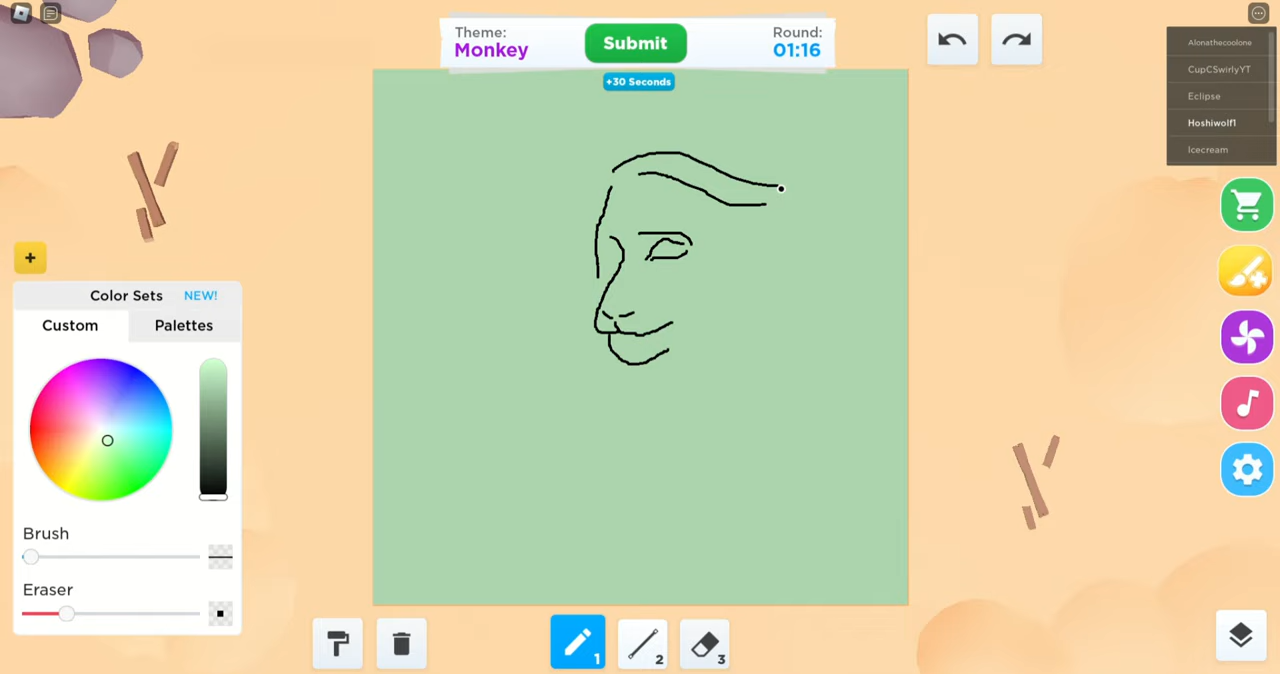 Theme:
Monkey
Submit
Round:
01:16
+30 Seconds
Alonathecoolone
CupCSwirlyYT
Eclipse
Hoshiwolf1
Icecream
+
Color Sets NEW!
Custom Palettes
Brush
Eraser
1
2
3